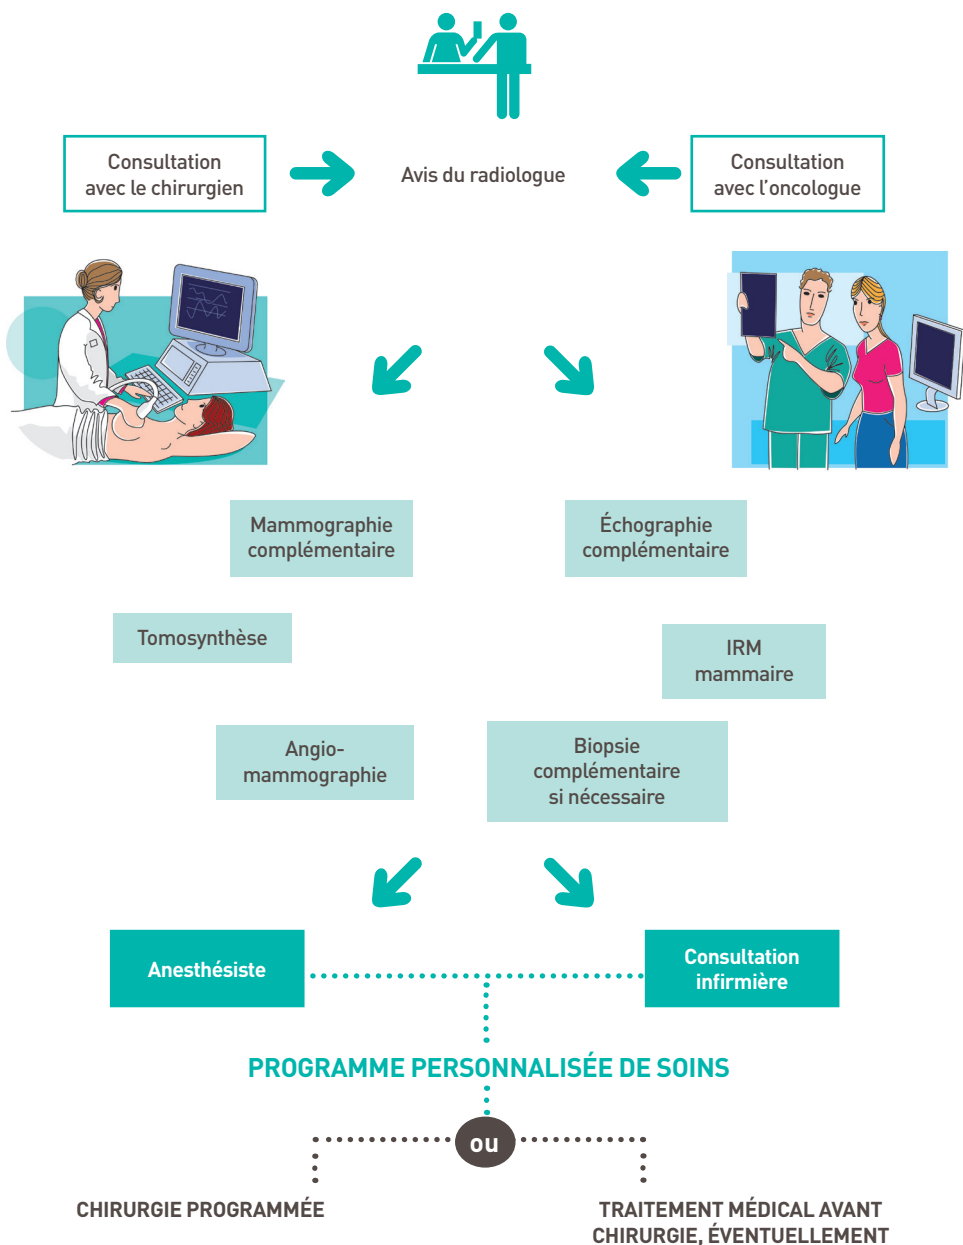 Consultation
avec le chirurgien
Avis du radiologue
Consultation
avec l'oncologue
Mammographie
complémentaire
Échographie
complémentaire
Tomosynthèse
IRM
mammaire
Angio-
mammographie
Biopsie
complémentaire
si nécessaire
Anesthésiste
Consultation
infirmière
PROGRAMME PERSONNALISÉE DE SOINS
ou
CHIRURGIE PROGRAMMÉE
TRAITEMENT MÉDICAL AVANT
CHIRURGIE, ÉVENTUELLEMENT